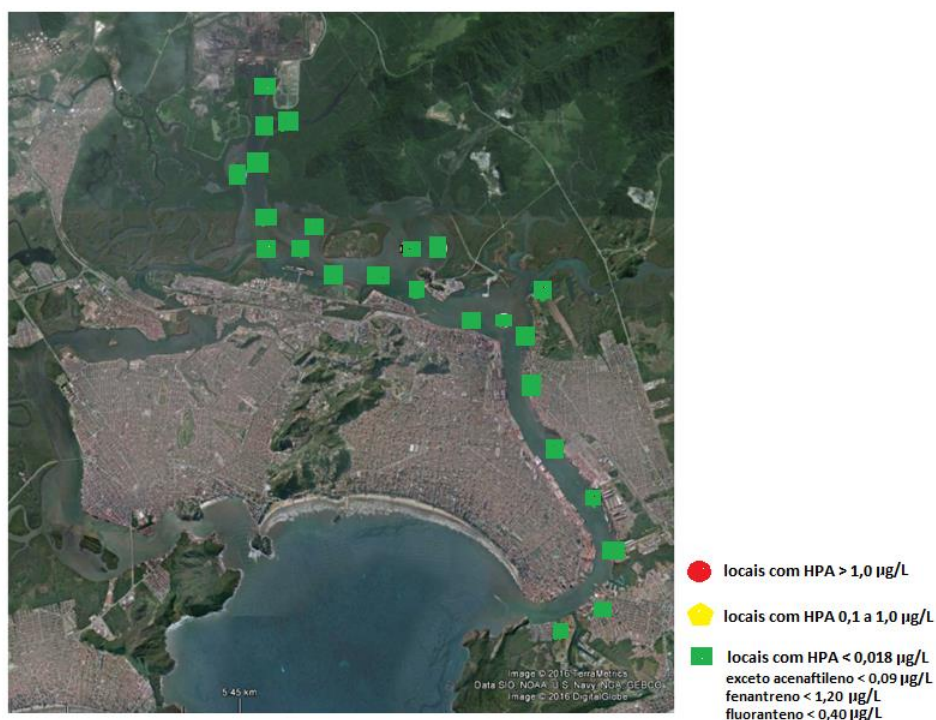 5.45 km
Image © 2016 TerraMetrics
Data SIO, NOAA, U.S. Navy, NGA, GEBCO
Image © 2016 DigitalGlobe
locais com HPA > 1,0 µg/L
locais com HPA 0,1 a 1,0 µg/L
locais com HPA < 0,018 µg/L
exceto acenaftileno < 0,09 µg/L
fenantreno < 1,20 µg/L
fluoranteno < 0,40 µg/L